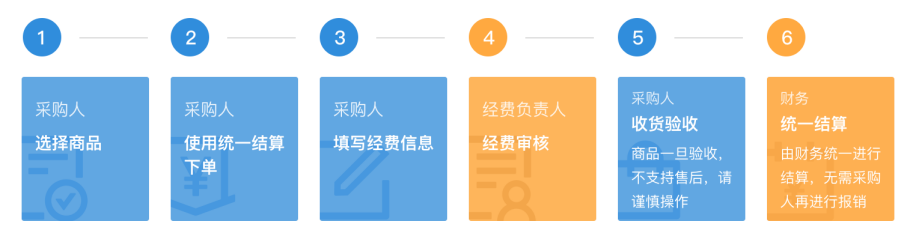 1
2
3
4
5
6
采购人
选择商品
采购人
使用统一结算
下单
采购人
填写经费信息
经费负责人
经费审核
采购人
收货验收
商品一旦验收，
不支持售后，请
谨慎操作
财务
统一结算
由财务统一进行
结算，无需采购
人再进行报销